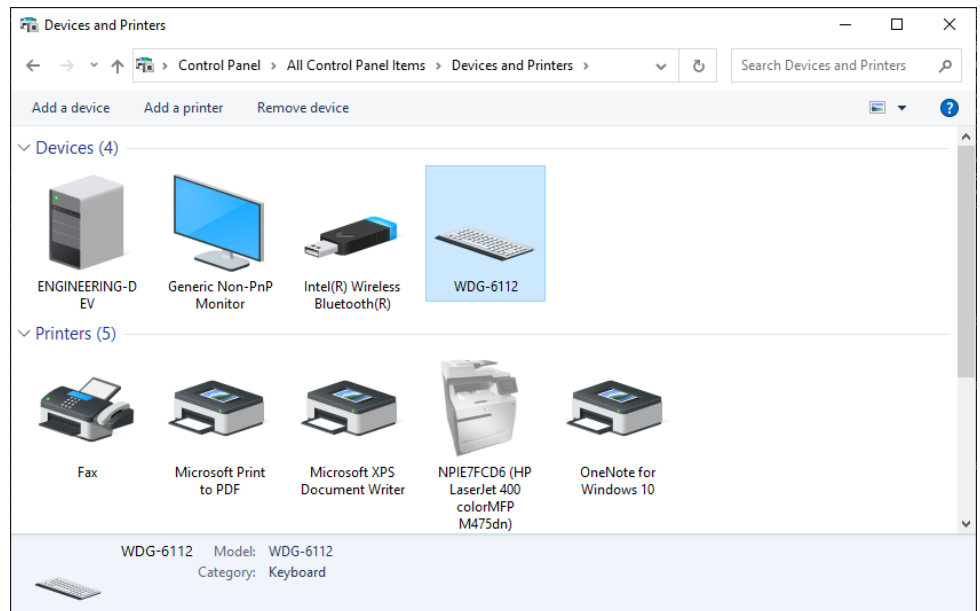 Devices and Printers
Control Panel > All Control Panel Items > Devices and Printers >
Search Devices and Printers
Add a device Add a printer Remove device
?
Devices (4)
ENGINEERING-D
EV
Generic Non-PnP
Monitor
Intel(R) Wireless
Bluetooth(R)
WDG-6112
Printers (5)
Fax
Microsoft Print
to PDF
Microsoft XPS
Document Writer
NPIE7FCD6 (HP
LaserJet 400
colorMFP
M475dn)
OneNote for
Windows 10
WDG-6112 Model: WDG-6112
Category: Keyboard